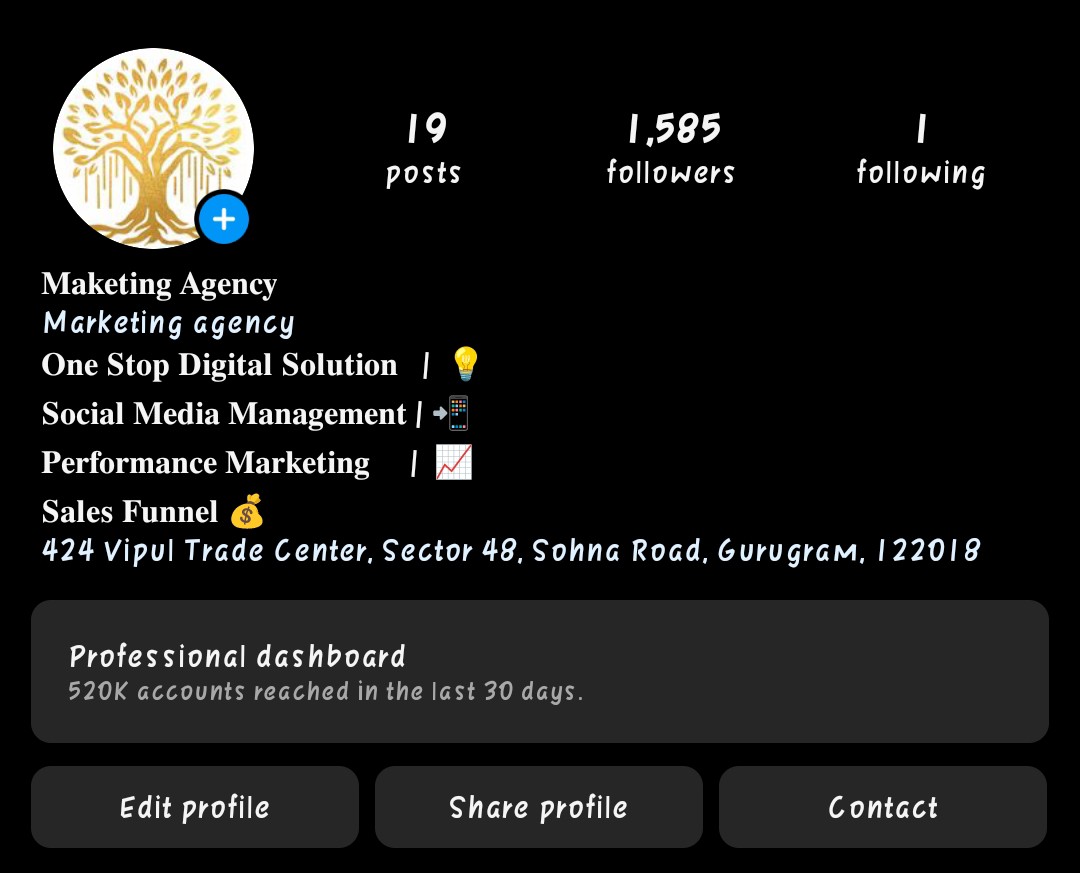 19 1,585 1
posts followers following
Maketing Agency
Marketing agency
One Stop Digital Solution | 💡
Social Media Management | 📲
Performance Marketing | 📈
Sales Funnel 💰
424 Vipul Trade Center, Sector 48, Sohna Road, Gurugram, 122018
Professional dashboard
520K accounts reached in the last 30 days.
Edit profile Share profile Contact